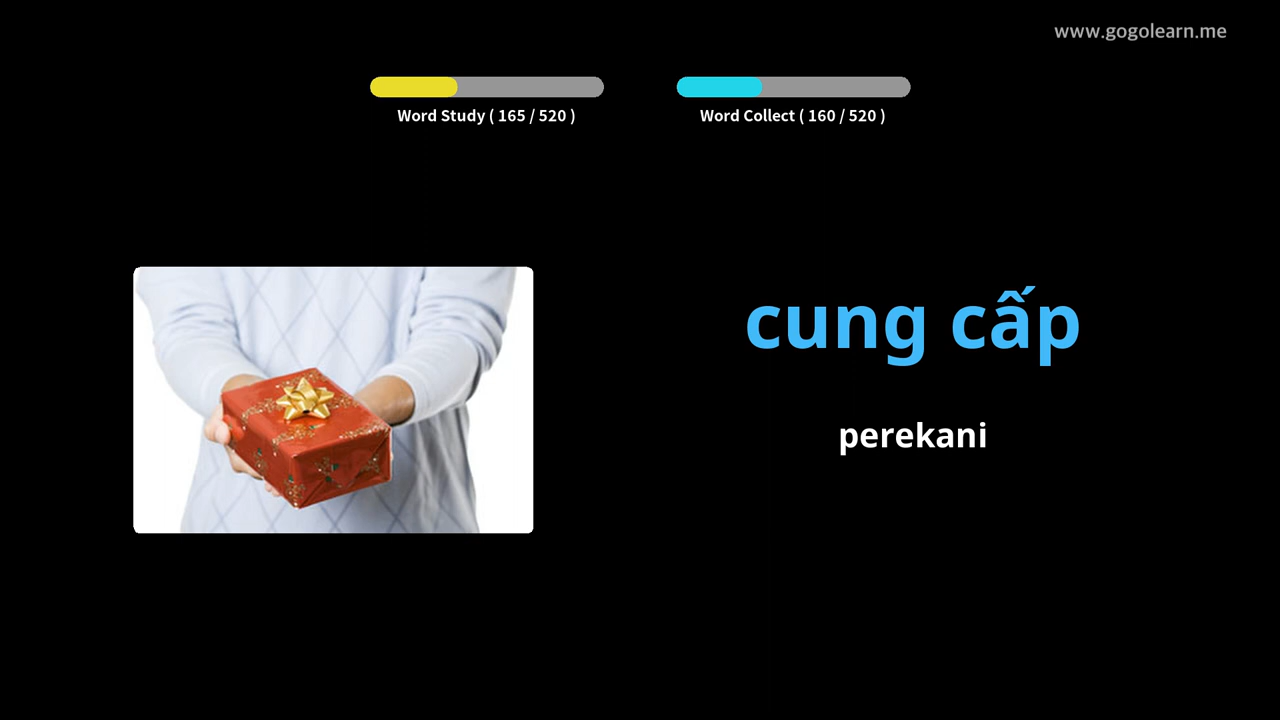 www.gogolearn.me
Word Study ( 165 / 520 )
Word Collect ( 160 / 520 )
cung cấp
perekani